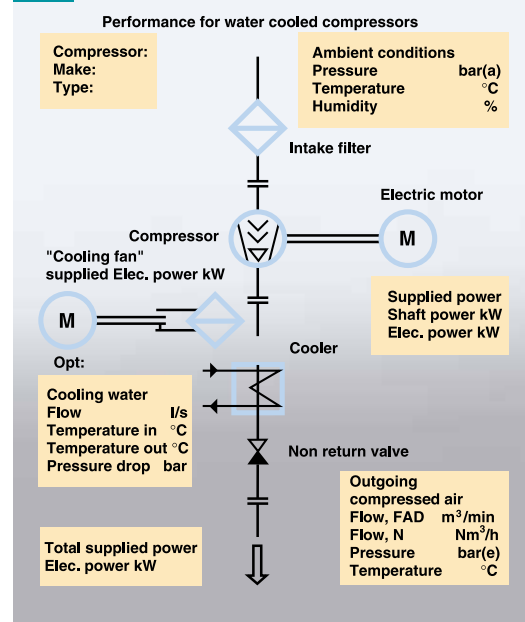 Performance for water cooled compressors
Compressor:
Make:
Type:
Ambient conditions
Pressure bar(a)
Temperature °C
Humidity %
Intake filter
Electric motor
Compressor
M
"Cooling fan"
supplied Elec. power kW
M
Supplied power
Shaft power kW
Elec. power kW
Opt:
Cooler
Cooling water
Flow l/s
Temperature in °C
Temperature out °C
Pressure drop bar
Non return valve
Outgoing
compressed air
Flow, FAD m³/min
Flow, N Nm³/h
Pressure bar(e)
Temperature °C
Total supplied power
Elec. power kW